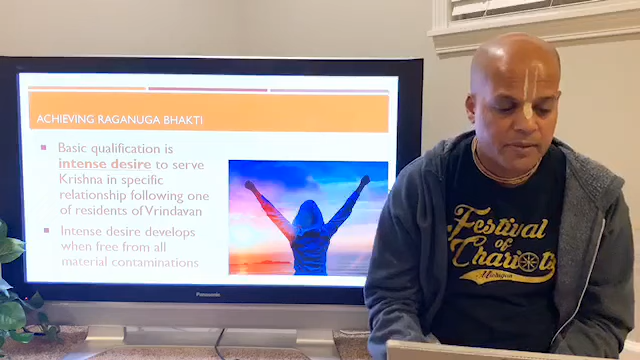 ACHIEVING RAGANUGA BHAKTI
Basic qualification is
intense desire to serve
Krishna in specific
relationship following one
of residents of Vrindavan
Intense desire develops
when free from all
material contaminations
Panasonic
Festival
of
Chariots
Michigan